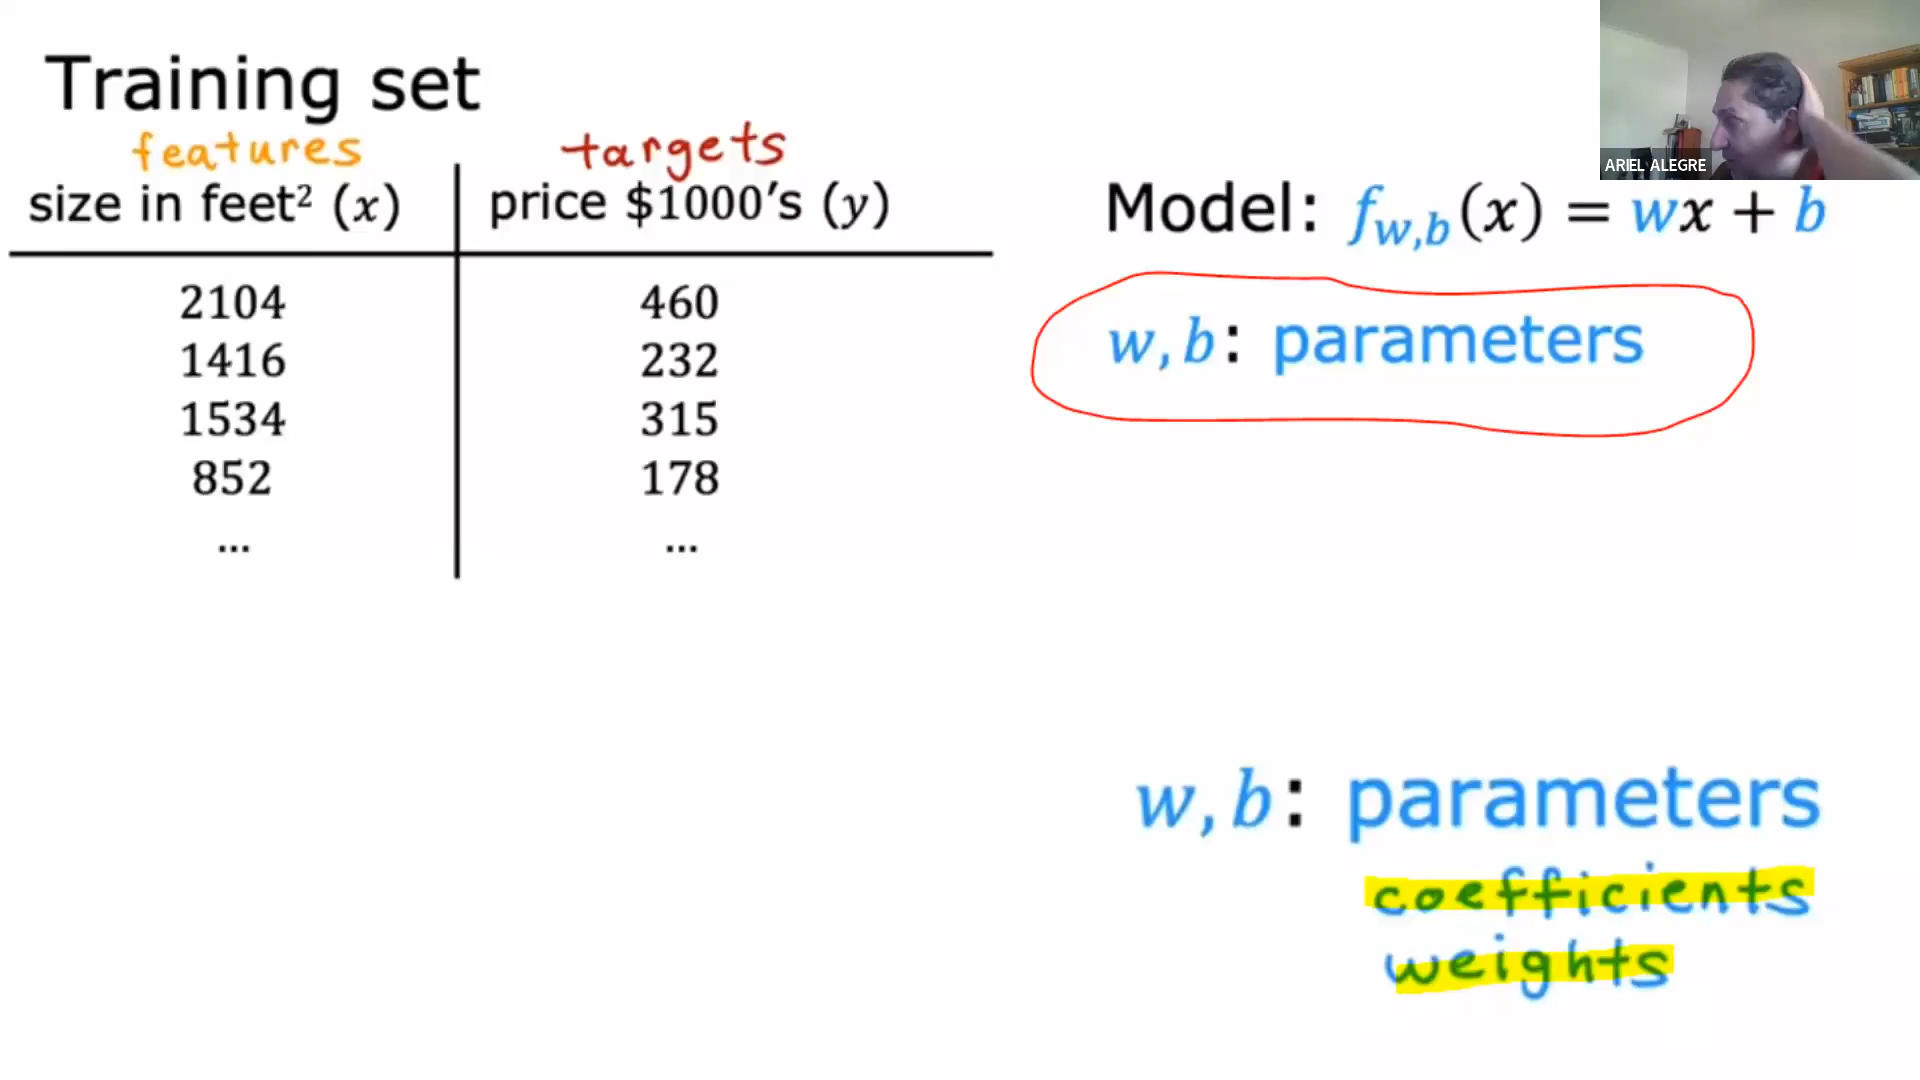 Training set
features targets
size in feet² (x) price $1000's (y)
2104 460
1416 232
1534 315
852 178
... ...
ARIEL ALEGRE
Model: f_{w,b}(x) = wx + b
w, b: parameters
w, b: parameters
coefficients
weights